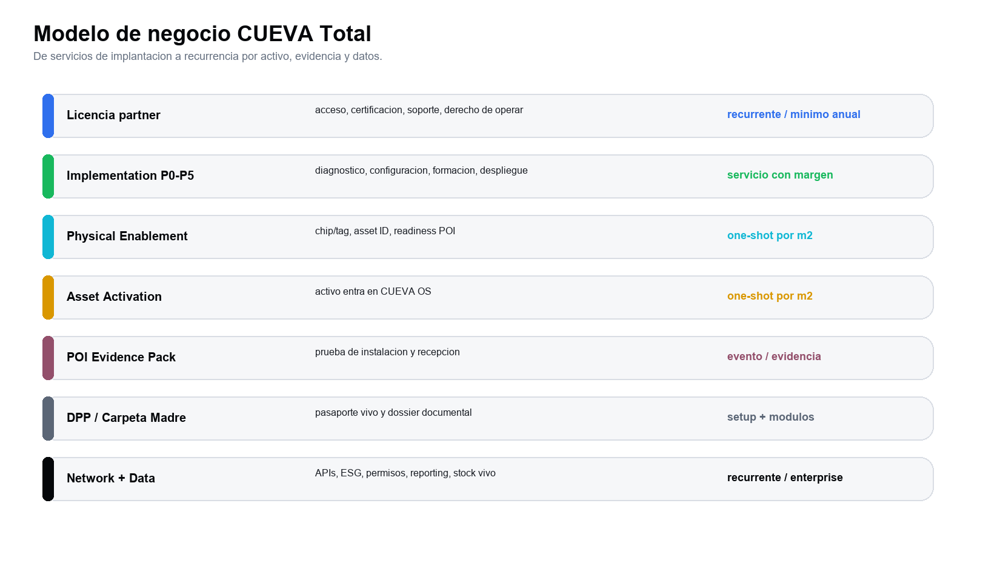 Modelo de negocio CUEVA Total
De servicios de implantacion a recurrencia por activo, evidencia y datos.
Licencia partner
acceso, certificacion, soporte, derecho de operar
recurrente / minimo anual
Implementation P0-P5
diagnostico, configuracion, formacion, despliegue
servicio con margen
Physical Enablement
chip/tag, asset ID, readiness POI
one-shot por m2
Asset Activation
activo entra en CUEVA OS
one-shot por m2
POI Evidence Pack
prueba de instalacion y recepcion
evento / evidencia
DPP / Carpeta Madre
pasaporte vivo y dossier documental
setup + modulos
Network + Data
APIs, ESG, permisos, reporting, stock vivo
recurrente / enterprise